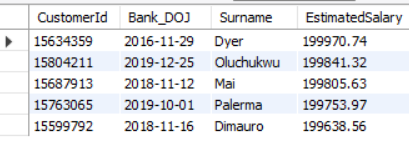 CustomerId Bank_DOJ Surname EstimatedSalary
15634359 2016-11-29 Dyer 199970.74
15804211 2019-12-25 Oluchukwu 199841.32
15687913 2018-11-12 Mai 199805.63
15763065 2019-10-01 Palerma 199753.97
15599792 2018-11-16 Dimauro 199638.56